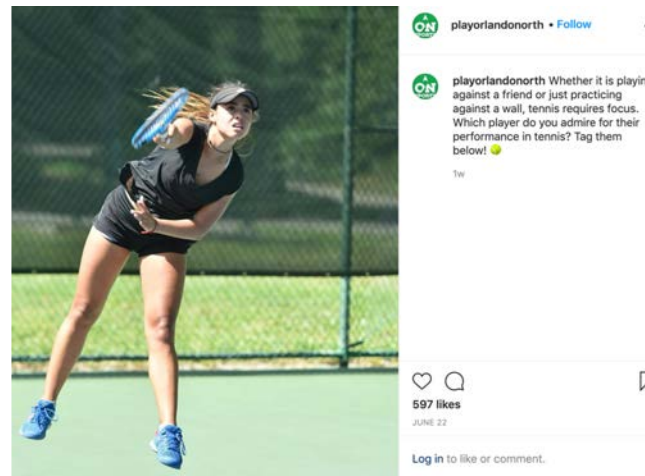 ON
playorlandonorth • Follow
ON
playorlandonorth Whether it is playin
against a friend or just practicing
against a wall, tennis requires focus.
Which player do you admire for their
performance in tennis? Tag them
below! 🎾
1w
597 likes
JUNE 22
Log in to like or comment.